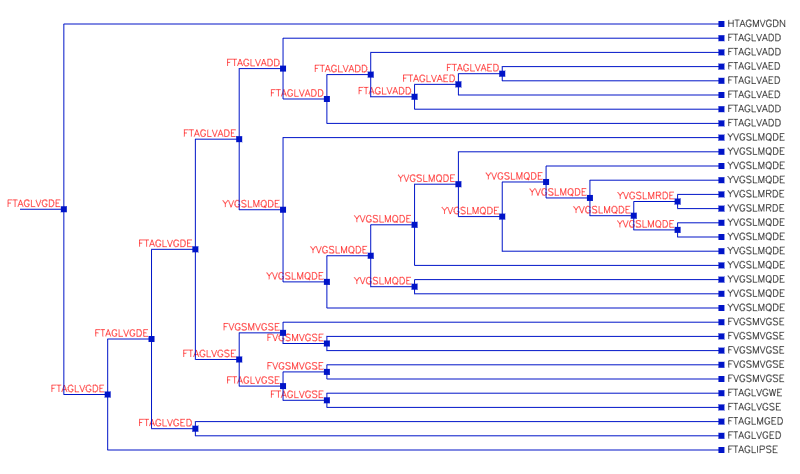 HTAGMVGDN
FTAGLVADD
FTAGLVADD
FTAGLVADD
FTAGLVAED
FTAGLVADD
FTAGLVAED
FTAGLVAED
FTAGLVADD
FTAGLVADD
FTAGLVAED
FTAGLVADD
FTAGLVADD
FTAGLVADE
YVGSLMQDE
YVGSLMQDE
YVGSLMQDE
YVGSLMQDE
YVGSLMQDE
YVGSLMQDE
YVGSLMQDE
YVGSLMRDE
YVGSLMRDE
FTAGLVGDE
YVGSLMQDE
YVGSLMQDE
YVGSLMQDE
YVGSLMRDE
YVGSLMQDE
YVGSLMQDE
YVGSLMQDE
YVGSLMQDE
FTAGLVGDE
YVGSLMQDE
YVGSLMQDE
YVGSLMQDE
YVGSLMQDE
YVGSLMQDE
YVGSLMQDE
YVGSLMQDE
YVGSLMQDE
FVGSMVGSE
FVGSMVGSE
FTAGLVGDE
FVGSMVGSE
FVGSMVGSE
FVGSMVGSE
FTAGLVGSE
FVGSMVGSE
FVGSMVGSE
FVGSMVGSE
FTAGLVGSE
FTAGLVGDE
FTAGLVGSE
FTAGLVGWE
FTAGLVGSE
FTAGLMGED
FTAGLVGED
FTAGLVGED
FTAGLIPSE